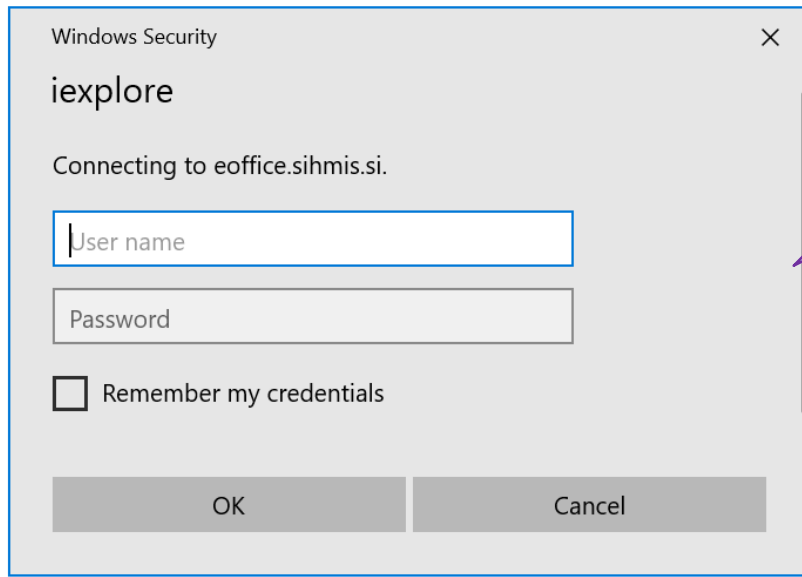 Windows Security
iexplore
Connecting to eoffice.sihmis.si.
User name
Password
Remember my credentials
OK Cancel